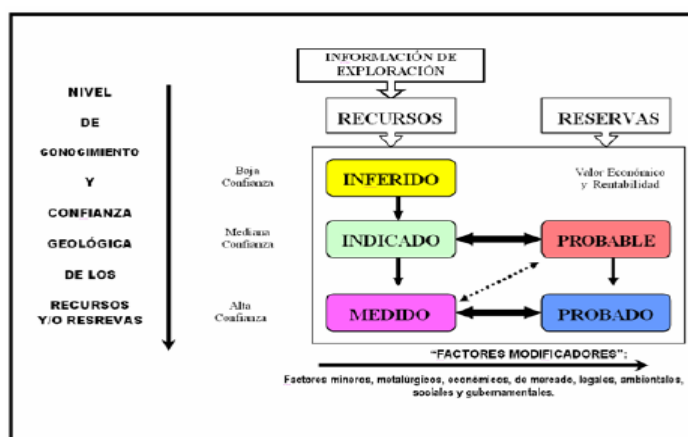 INFORMACIÓN DE
EXPLORACIÓN
RECURSOS
RESERVAS
NIVEL
DE
CONOCIMIENTO
Y
CONFIANZA
GEOLÓGICA
DE LOS
RECURSOS
Y/O RESREVAS
Baja
Confianza
INFERIDO
Valor Económico
y Rentabilidad
Mediana
Confianza
INDICADO
PROBABLE
Alta
Confianza
MEDIDO
PROBADO
“FACTORES MODIFICADORES”:
Factores mineros, metalúrgicos, económicos, de mercado, legales, ambientales,
sociales y gubernamentales.